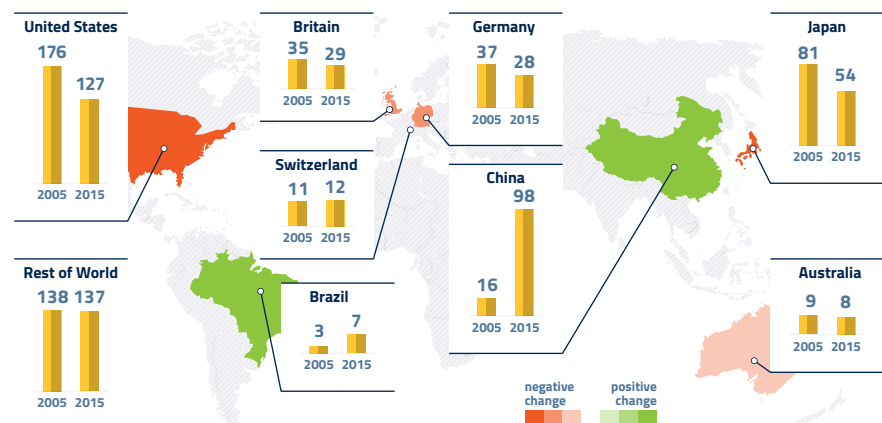 United States
176
127
2005 2015
Britain
35
29
2005 2015
Germany
37
28
2005 2015
Japan
81
54
2005 2015
Switzerland
11
12
2005 2015
China
16
98
2005 2015
Rest of World
138 137
2005 2015
Brazil
3
7
2005 2015
Australia
9
8
2005 2015
negative
change
positive
change